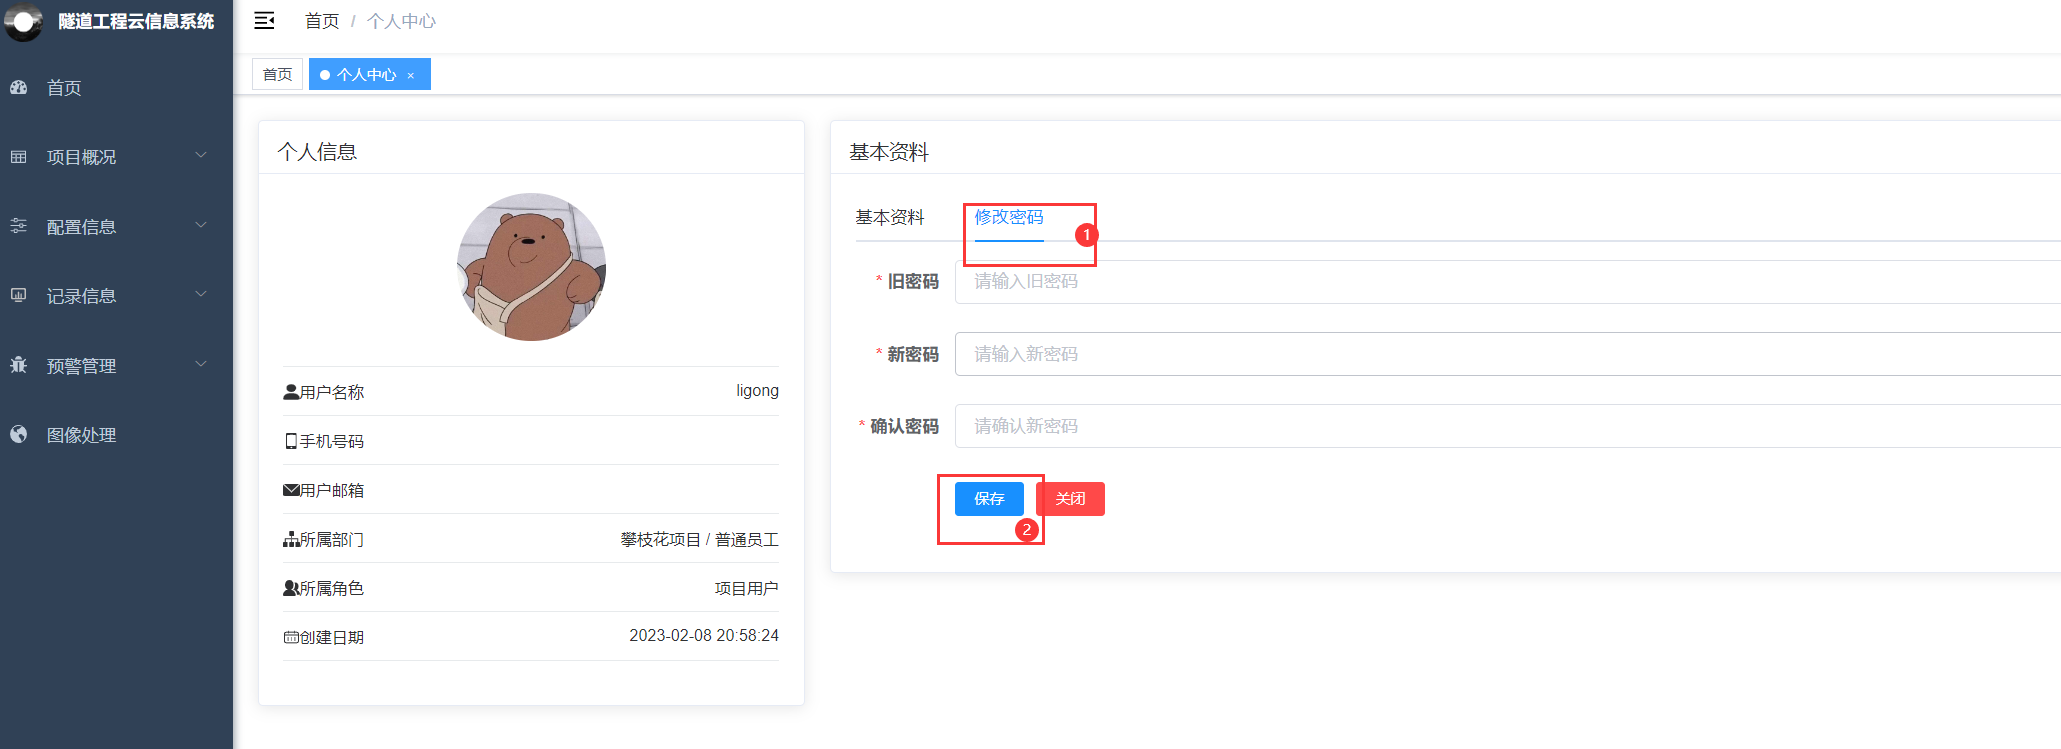 隧道工程云信息系统
首页 / 个人中心
首页
个人中心 ×
首页
项目概况
配置信息
记录信息
预警管理
图像处理
个人信息
用户名称 ligong
手机号码
用户邮箱
所属部门 攀枝花项目 / 普通员工
所属角色 项目用户
创建日期 2023-02-08 20:58:24
基本资料
基本资料 修改密码 1
* 旧密码 请输入旧密码
* 新密码 请输入新密码
* 确认密码 请确认新密码
保存 关闭
2